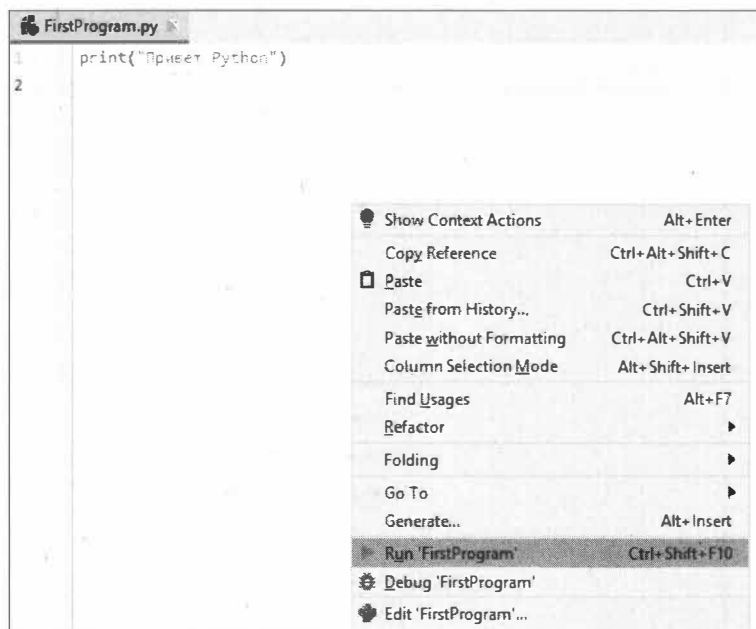 FirstProgram.py
1 print("Привет Python")
2
Show Context Actions Alt+Enter
Copy Reference Ctrl+Alt+Shift+C
Paste Ctrl+V
Paste from History... Ctrl+Shift+V
Paste without Formatting Ctrl+Alt+Shift+V
Column Selection Mode Alt+Shift+Insert
Find Usages Alt+F7
Refactor
Folding
Go To
Generate... Alt+Insert
Run 'FirstProgram' Ctrl+Shift+F10
Debug 'FirstProgram'
Edit 'FirstProgram'...